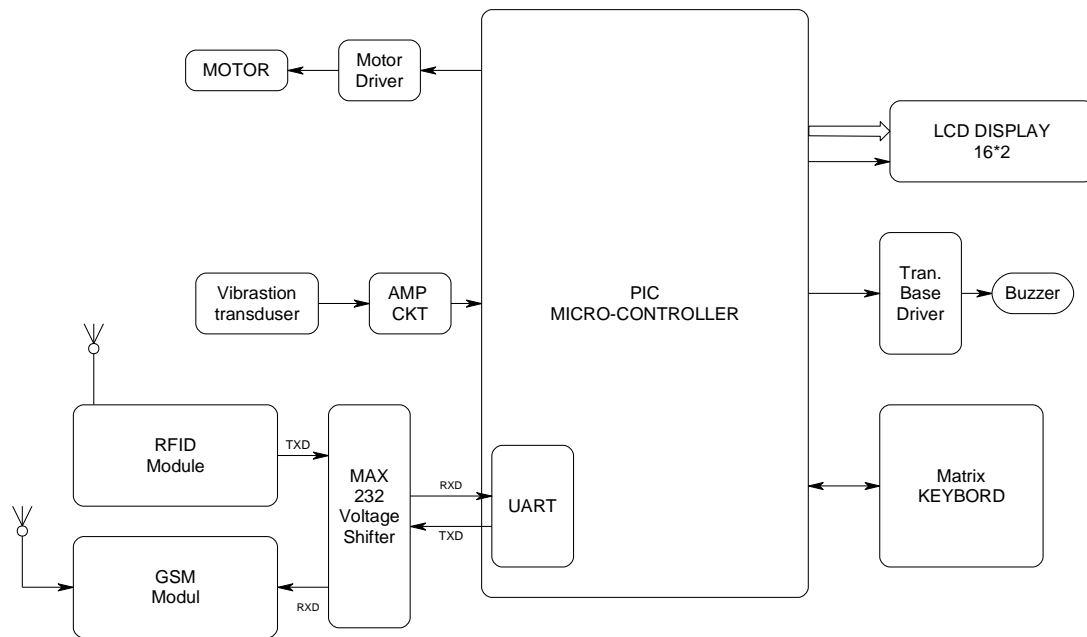 MOTOR
Motor
Driver
LCD DISPLAY
16*2
Vibrastion
transduser
AMP
CKT
PIC
MICRO-CONTROLLER
Tran.
Base
Driver
Buzzer
RFID
Module
TXD
MAX
232
Voltage
Shifter
RXD
TXD
UART
Matrix
KEYBORD
GSM
Modul
RXD